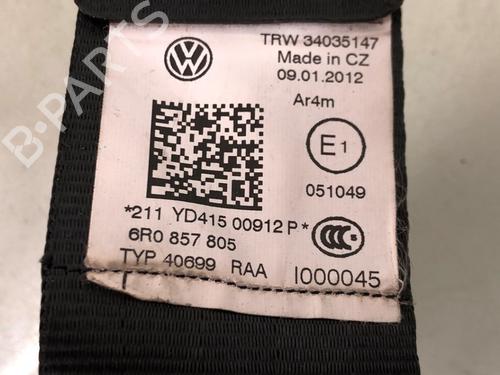 TRW 34035147
Made in CZ
09.01.2012
Ar4m
E1
051049
*211 YD415 00912 P*
6R0 857 805
TYP 40699 RAA I000045
B-PARTS